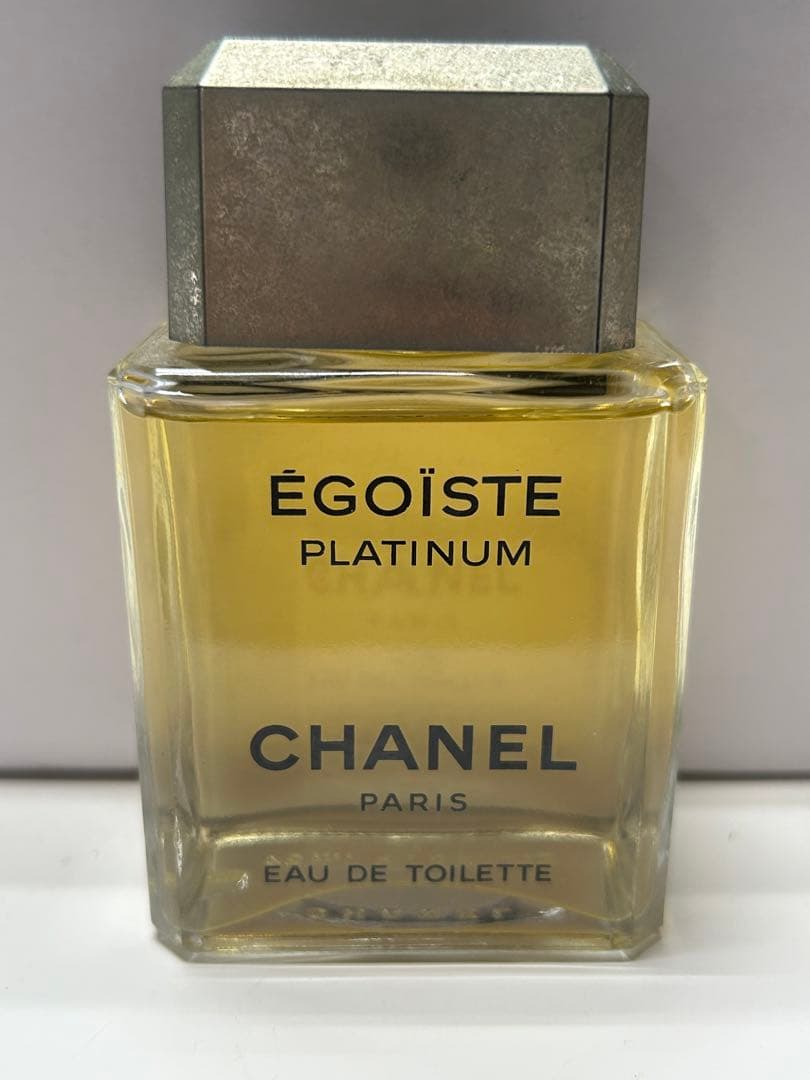 ÉGOÏSTE
PLATINUM
CHANEL
PARIS
EAU DE TOILETTE